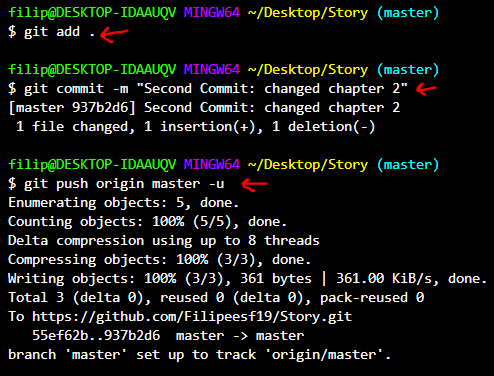 filip@DESKTOP-IDAAUQV MINGW64 ~/Desktop/Story (master)
$ git add .
filip@DESKTOP-IDAAUQV MINGW64 ~/Desktop/Story (master)
$ git commit -m "Second Commit: changed chapter 2"
[master 937b2d6] Second Commit: changed chapter 2
 1 file changed, 1 insertion(+), 1 deletion(-)
filip@DESKTOP-IDAAUQV MINGW64 ~/Desktop/Story (master)
$ git push origin master -u
Enumerating objects: 5, done.
Counting objects: 100% (5/5), done.
Delta compression using up to 8 threads
Compressing objects: 100% (3/3), done.
Writing objects: 100% (3/3), 361 bytes | 361.00 KiB/s, done.
Total 3 (delta 0), reused 0 (delta 0), pack-reused 0
To https://github.com/Filipeesf19/Story.git
   55ef62b..937b2d6  master -> master
branch 'master' set up to track 'origin/master'.